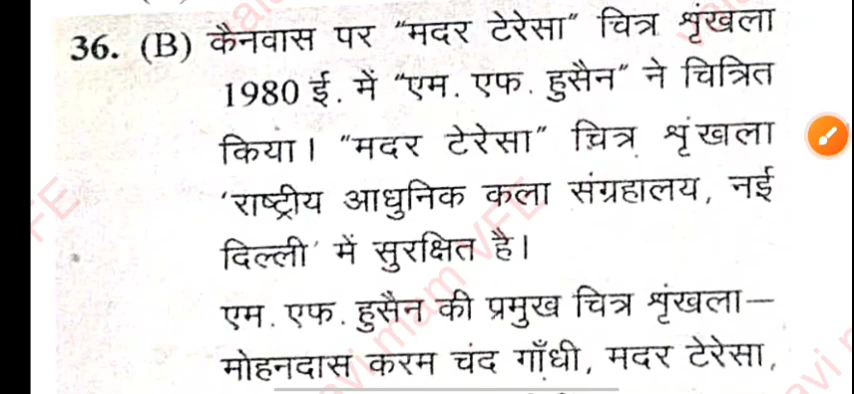 36. (B) कैनवास पर “मदर टेरेसा” चित्र शृंखला
1980 ई. में “एम. एफ. हुसैन” ने चित्रित
किया। “मदर टेरेसा” चित्र शृंखला
‘राष्ट्रीय आधुनिक कला संग्रहालय, नई
दिल्ली’ में सुरक्षित है।
एम. एफ. हुसैन की प्रमुख चित्र शृंखला—
मोहनदास करम चंद गाँधी, मदर टेरेसा,